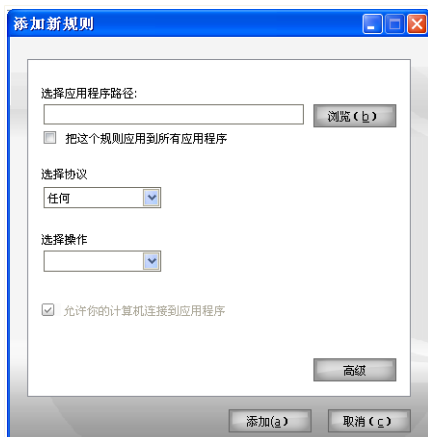 添加新规则
选择应用程序路径:
浏览(b)
把这个规则应用到所有应用程序
选择协议
任何
选择操作
允许你的计算机连接到应用程序
高级
添加(a) 取消(c)